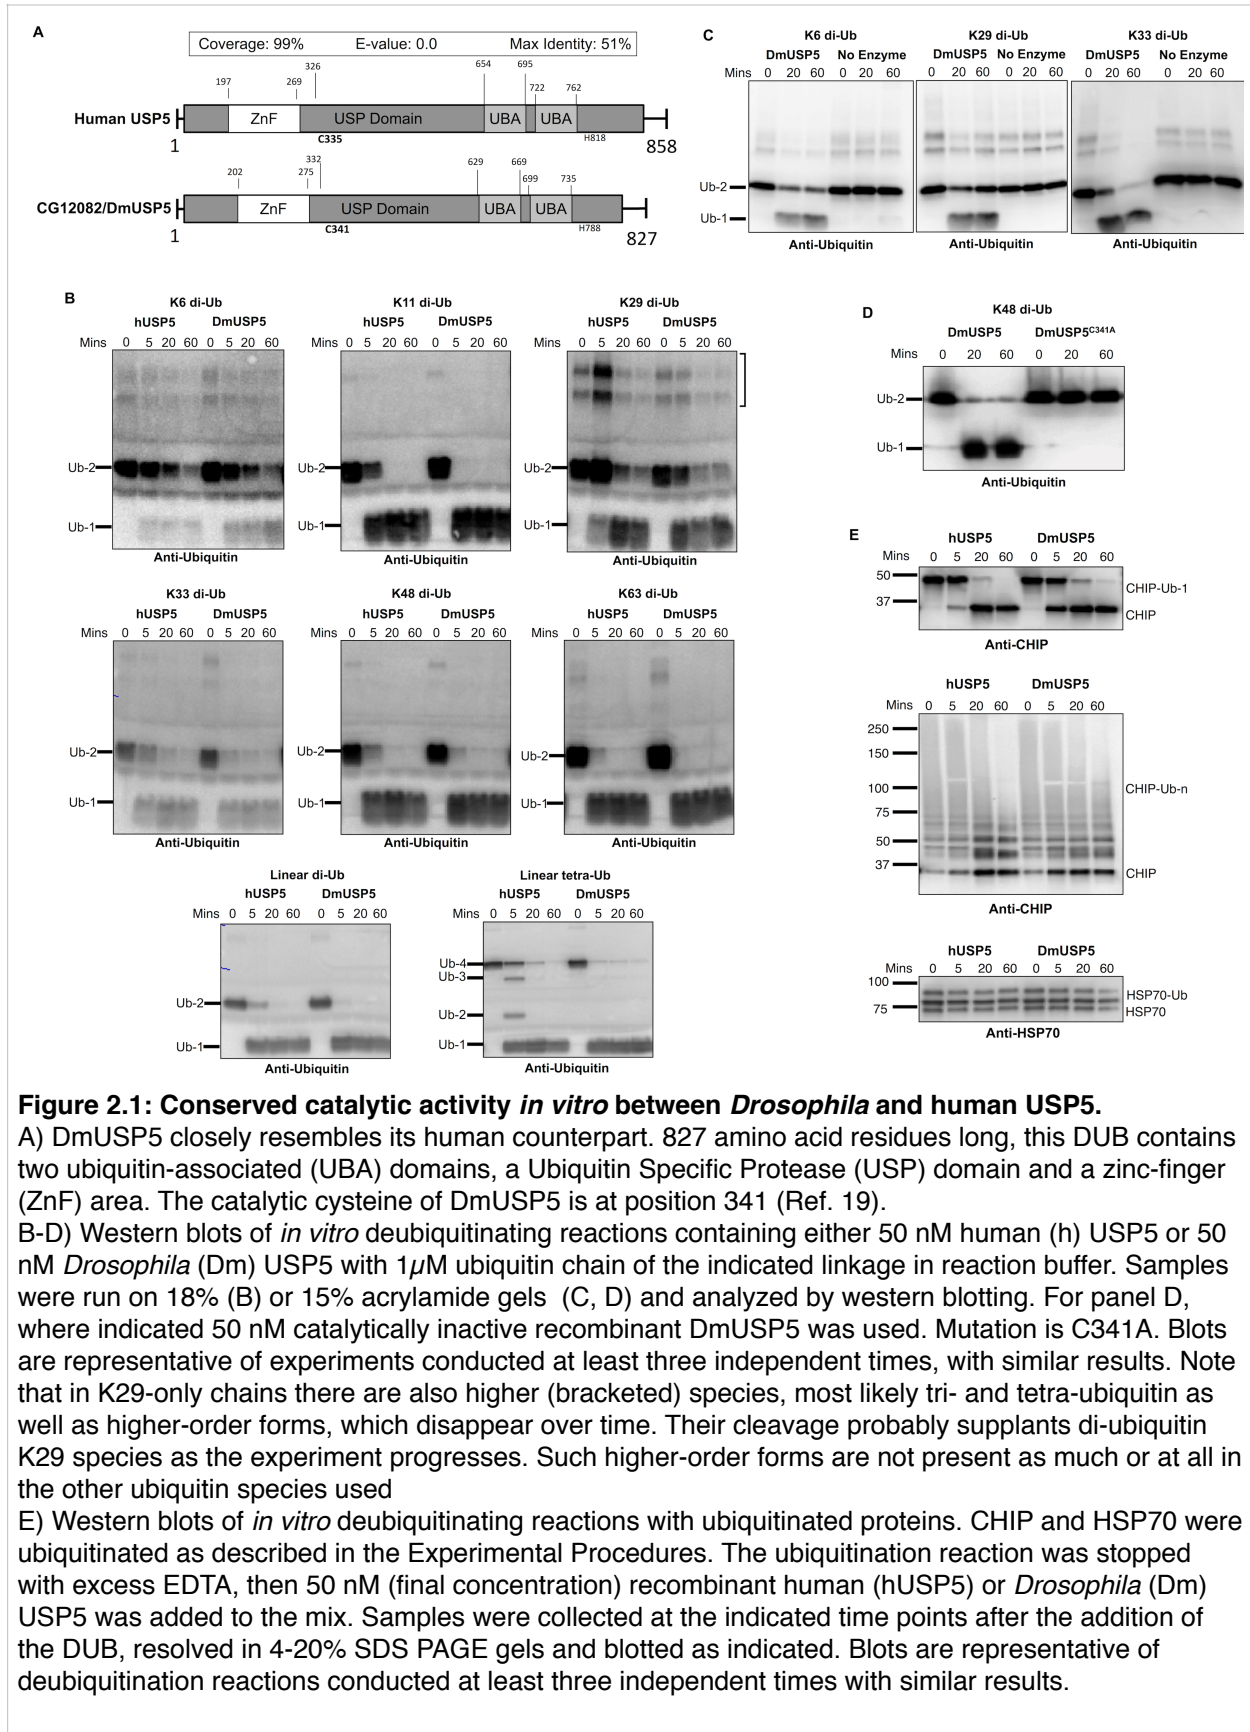 A
Coverage: 99% E-value: 0.0 Max Identity: 51%
197 269 326 654 695 722 762
Human USP5 ZnF USP Domain UBA UBA
C335 H818
1 858
202 275 332 629 669 699 735
CG12082/DmUSP5 ZnF USP Domain UBA UBA
C341 H788
1 827
C
K6 di-Ub K29 di-Ub K33 di-Ub
DmUSP5 No Enzyme DmUSP5 No Enzyme DmUSP5 No Enzyme
Mins 0 20 60 0 20 60 0 20 60 0 20 60 0 20 60 0 20 60
Ub-2
Ub-1
Anti-Ubiquitin Anti-Ubiquitin Anti-Ubiquitin
B
K6 di-Ub K11 di-Ub K29 di-Ub
hUSP5 DmUSP5 hUSP5 DmUSP5 hUSP5 DmUSP5
Mins 0 5 20 60 0 5 20 60 Mins 0 5 20 60 0 5 20 60 Mins 0 5 20 60 0 5 20 60
Ub-2 Ub-2 Ub-2
Ub-1 Ub-1 Ub-1
Anti-Ubiquitin Anti-Ubiquitin Anti-Ubiquitin
K33 di-Ub K48 di-Ub K63 di-Ub
hUSP5 DmUSP5 hUSP5 DmUSP5 hUSP5 DmUSP5
Mins 0 5 20 60 0 5 20 60 Mins 0 5 20 60 0 5 20 60 Mins 0 5 20 60 0 5 20 60
Ub-2 Ub-2 Ub-2
Ub-1 Ub-1 Ub-1
Anti-Ubiquitin Anti-Ubiquitin Anti-Ubiquitin
Linear di-Ub Linear tetra-Ub
hUSP5 DmUSP5 hUSP5 DmUSP5
Mins 0 5 20 60 0 5 20 60 Mins 0 5 20 60 0 5 20 60
Ub-4
Ub-3
Ub-2 Ub-2
Ub-1 Ub-1
Anti-Ubiquitin Anti-Ubiquitin
D
K48 di-Ub
DmUSP5 DmUSP5C341A
Mins 0 20 60 0 20 60
Ub-2
Ub-1
Anti-Ubiquitin
E
hUSP5 DmUSP5
Mins 0 5 20 60 0 5 20 60
50 CHIP-Ub-1
37 CHIP
Anti-CHIP
hUSP5 DmUSP5
Mins 0 5 20 60 0 5 20 60
250
150
100 CHIP-Ub-n
75
50
37 CHIP
Anti-CHIP
hUSP5 DmUSP5
Mins 0 5 20 60 0 5 20 60
100 HSP70-Ub
75 HSP70
Anti-HSP70
Figure 2.1: Conserved catalytic activity in vitro between Drosophila and human USP5.
A) DmUSP5 closely resembles its human counterpart. 827 amino acid residues long, this DUB contains
two ubiquitin-associated (UBA) domains, a Ubiquitin Specific Protease (USP) domain and a zinc-finger
(ZnF) area. The catalytic cysteine of DmUSP5 is at position 341 (Ref. 19).
B-D) Western blots of in vitro deubiquitinating reactions containing either 50 nM human (h) USP5 or 50
nM Drosophila (Dm) USP5 with 1µM ubiquitin chain of the indicated linkage in reaction buffer. Samples
were run on 18% (B) or 15% acrylamide gels (C, D) and analyzed by western blotting. For panel D,
where indicated 50 nM catalytically inactive recombinant DmUSP5 was used. Mutation is C341A. Blots
are representative of experiments conducted at least three independent times, with similar results. Note
that in K29-only chains there are also higher (bracketed) species, most likely tri- and tetra-ubiquitin as
well as higher-order forms, which disappear over time. Their cleavage probably supplants di-ubiquitin
K29 species as the experiment progresses. Such higher-order forms are not present as much or at all in
the other ubiquitin species used
E) Western blots of in vitro deubiquitinating reactions with ubiquitinated proteins. CHIP and HSP70 were
ubiquitinated as described in the Experimental Procedures. The ubiquitination reaction was stopped
with excess EDTA, then 50 nM (final concentration) recombinant human (hUSP5) or Drosophila (Dm)
USP5 was added to the mix. Samples were collected at the indicated time points after the addition of
the DUB, resolved in 4-20% SDS PAGE gels and blotted as indicated. Blots are representative of
deubiquitination reactions conducted at least three independent times with similar results.